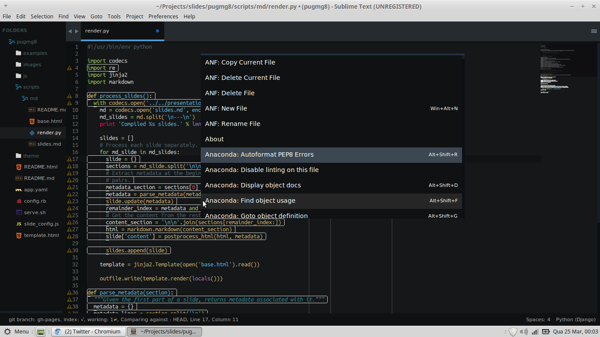 ~/Projects/slides/pugmg8/scripts/md/render.py • (pugmg8) - Sublime Text (UNREGISTERED)
File Edit Selection Find View Goto Tools Project Preferences Help
FOLDERS
pugmg8
examples
images
js
scripts
md
README.m
base.html
render.py
slides.md
theme
README.html
README.md
app.yaml
config.rb
serve.sh
slide_config.js
template.html
render.py
1 #!/usr/bin/env python
2
3 import codecs
4 import re
5 import jinja2
6 import markdown
7
8 def process_slides():
9 with codecs.open('../../presentatio
10 md = codecs.open('slides.md', en
11 md_slides = md.split('\n---\n')
12 print 'Compiled %s slides.' % len
13
14 slides = []
15 # Process each slide separately.
16 for md_slide in md_slides:
17 slide = {}
18 sections = md_slide.split('\n\n
19 # Extract metadata at the begin
20 # pairs.
21 metadata_section = sections[0]
22 metadata = parse_metadata(metad
23 slide.update(metadata)
24 remainder_index = metadata and
25 # Get the content from the rest
26 content_section = '\n\n'.join(sections[remainder_index:])
27 html = markdown.markdown(content_section)
28 slide['content'] = postprocess_html(html, metadata)
29
30 slides.append(slide)
31
32 template = jinja2.Template(open('base.html').read())
33
34 outfile.write(template.render(locals()))
35
36 def parse_metadata(section):
37 """Given the first part of a slide, returns metadata associated with it."""
38 metadata = {}
ANF: Copy Current File
ANF: Delete Current File
ANF: Delete File
ANF: New File Win+Alt+N
ANF: Rename File
About
Anaconda: Autoformat PEP8 Errors Alt+Shift+R
Anaconda: Disable linting on this file
Anaconda: Display object docs Alt+Shift+D
Anaconda: Find object usage Alt+Shift+F
Anaconda: Goto object definition Alt+Shift+G
git branch: gh-pages, index: ✓, working: 1≠, Comparing against : HEAD, Line 17, Column 11
Spaces: 4 Python
Menu
(2) Twitter - Chromium
~/Projects/slides/pug...
Qua 25 Mar, 00:03